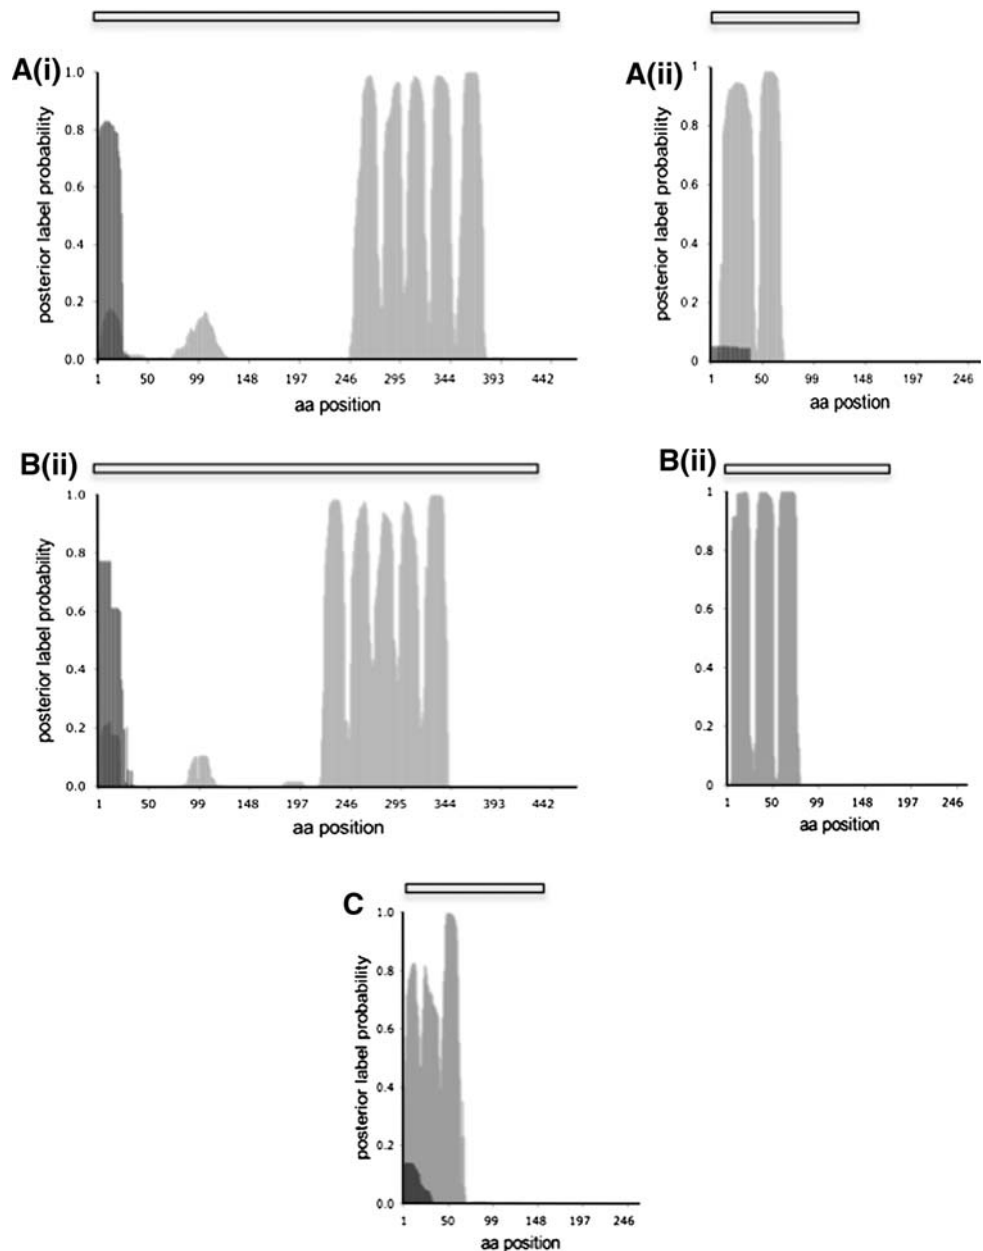 A(i)
posterior label probability
1.0
0.8
0.6
0.4
0.2
0.0
1 50 99 148 197 246 295 344 393 442
aa position
A(ii)
posterior label probability
1
0.8
0.6
0.4
0.2
0
1 50 99 148 197 246
aa postion
B(ii)
posterior label probability
1.0
0.8
0.6
0.4
0.2
0.0
1 50 99 148 197 246 295 344 393 442
aa position
B(ii)
1
0.8
0.6
0.4
0.2
0
1 50 99 148 197 246
aa position
C
posterior label probability
1.0
0.8
0.6
0.4
0.2
0.0
1 50 99 148 197 246
aa position